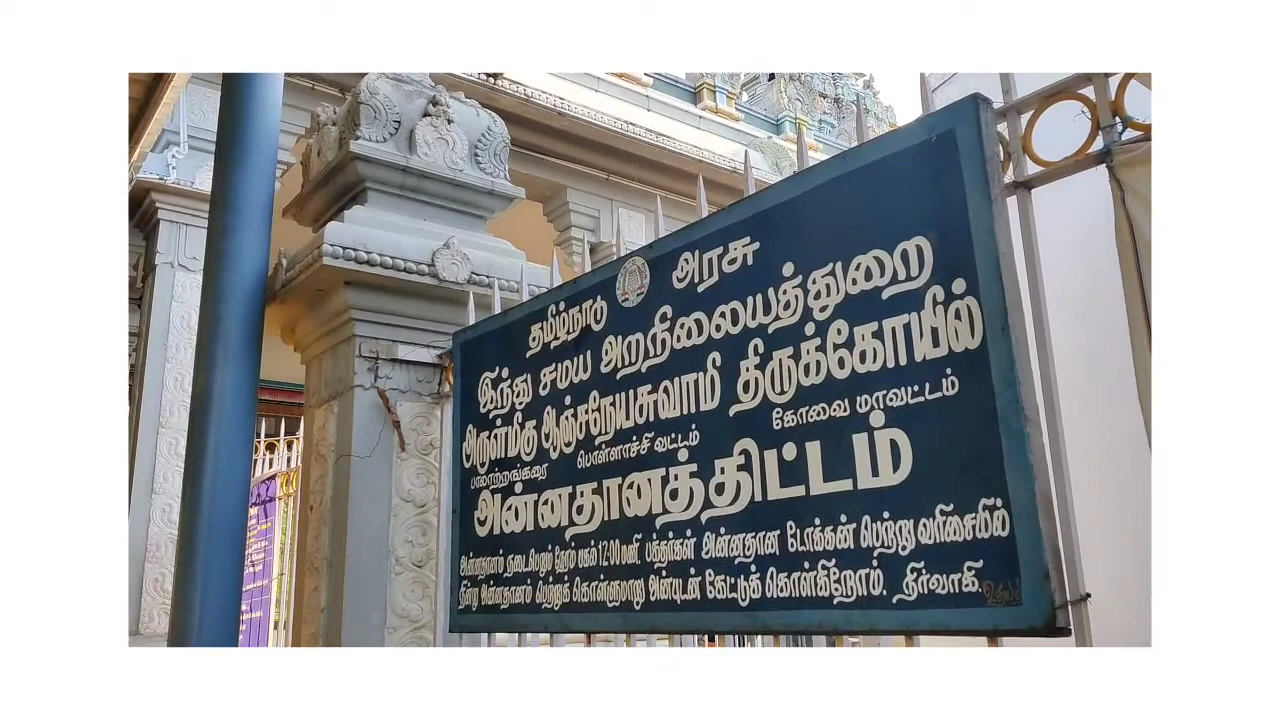 தமிழ்நாடு அரசு
இந்து சமய அறநிலையத்துறை
அருள்மிகு ஆஞ்சநேயசுவாமி திருக்கோயில்
பாலாற்றங்கரை பொள்ளாச்சி வட்டம் கோவை மாவட்டம்
அன்னதானத்திட்டம்
அன்னதானம் நடைபெறும் நேரம் பகல் 12:00 மணி. பக்தர்கள் அன்னதான டோக்கன் பெற்று வரிசையில்
நின்று அன்னதானம் பெற்றுக் கொள்ளுமாறு அன்புடன் கேட்டுக் கொள்கிறோம். நிர்வாகி.